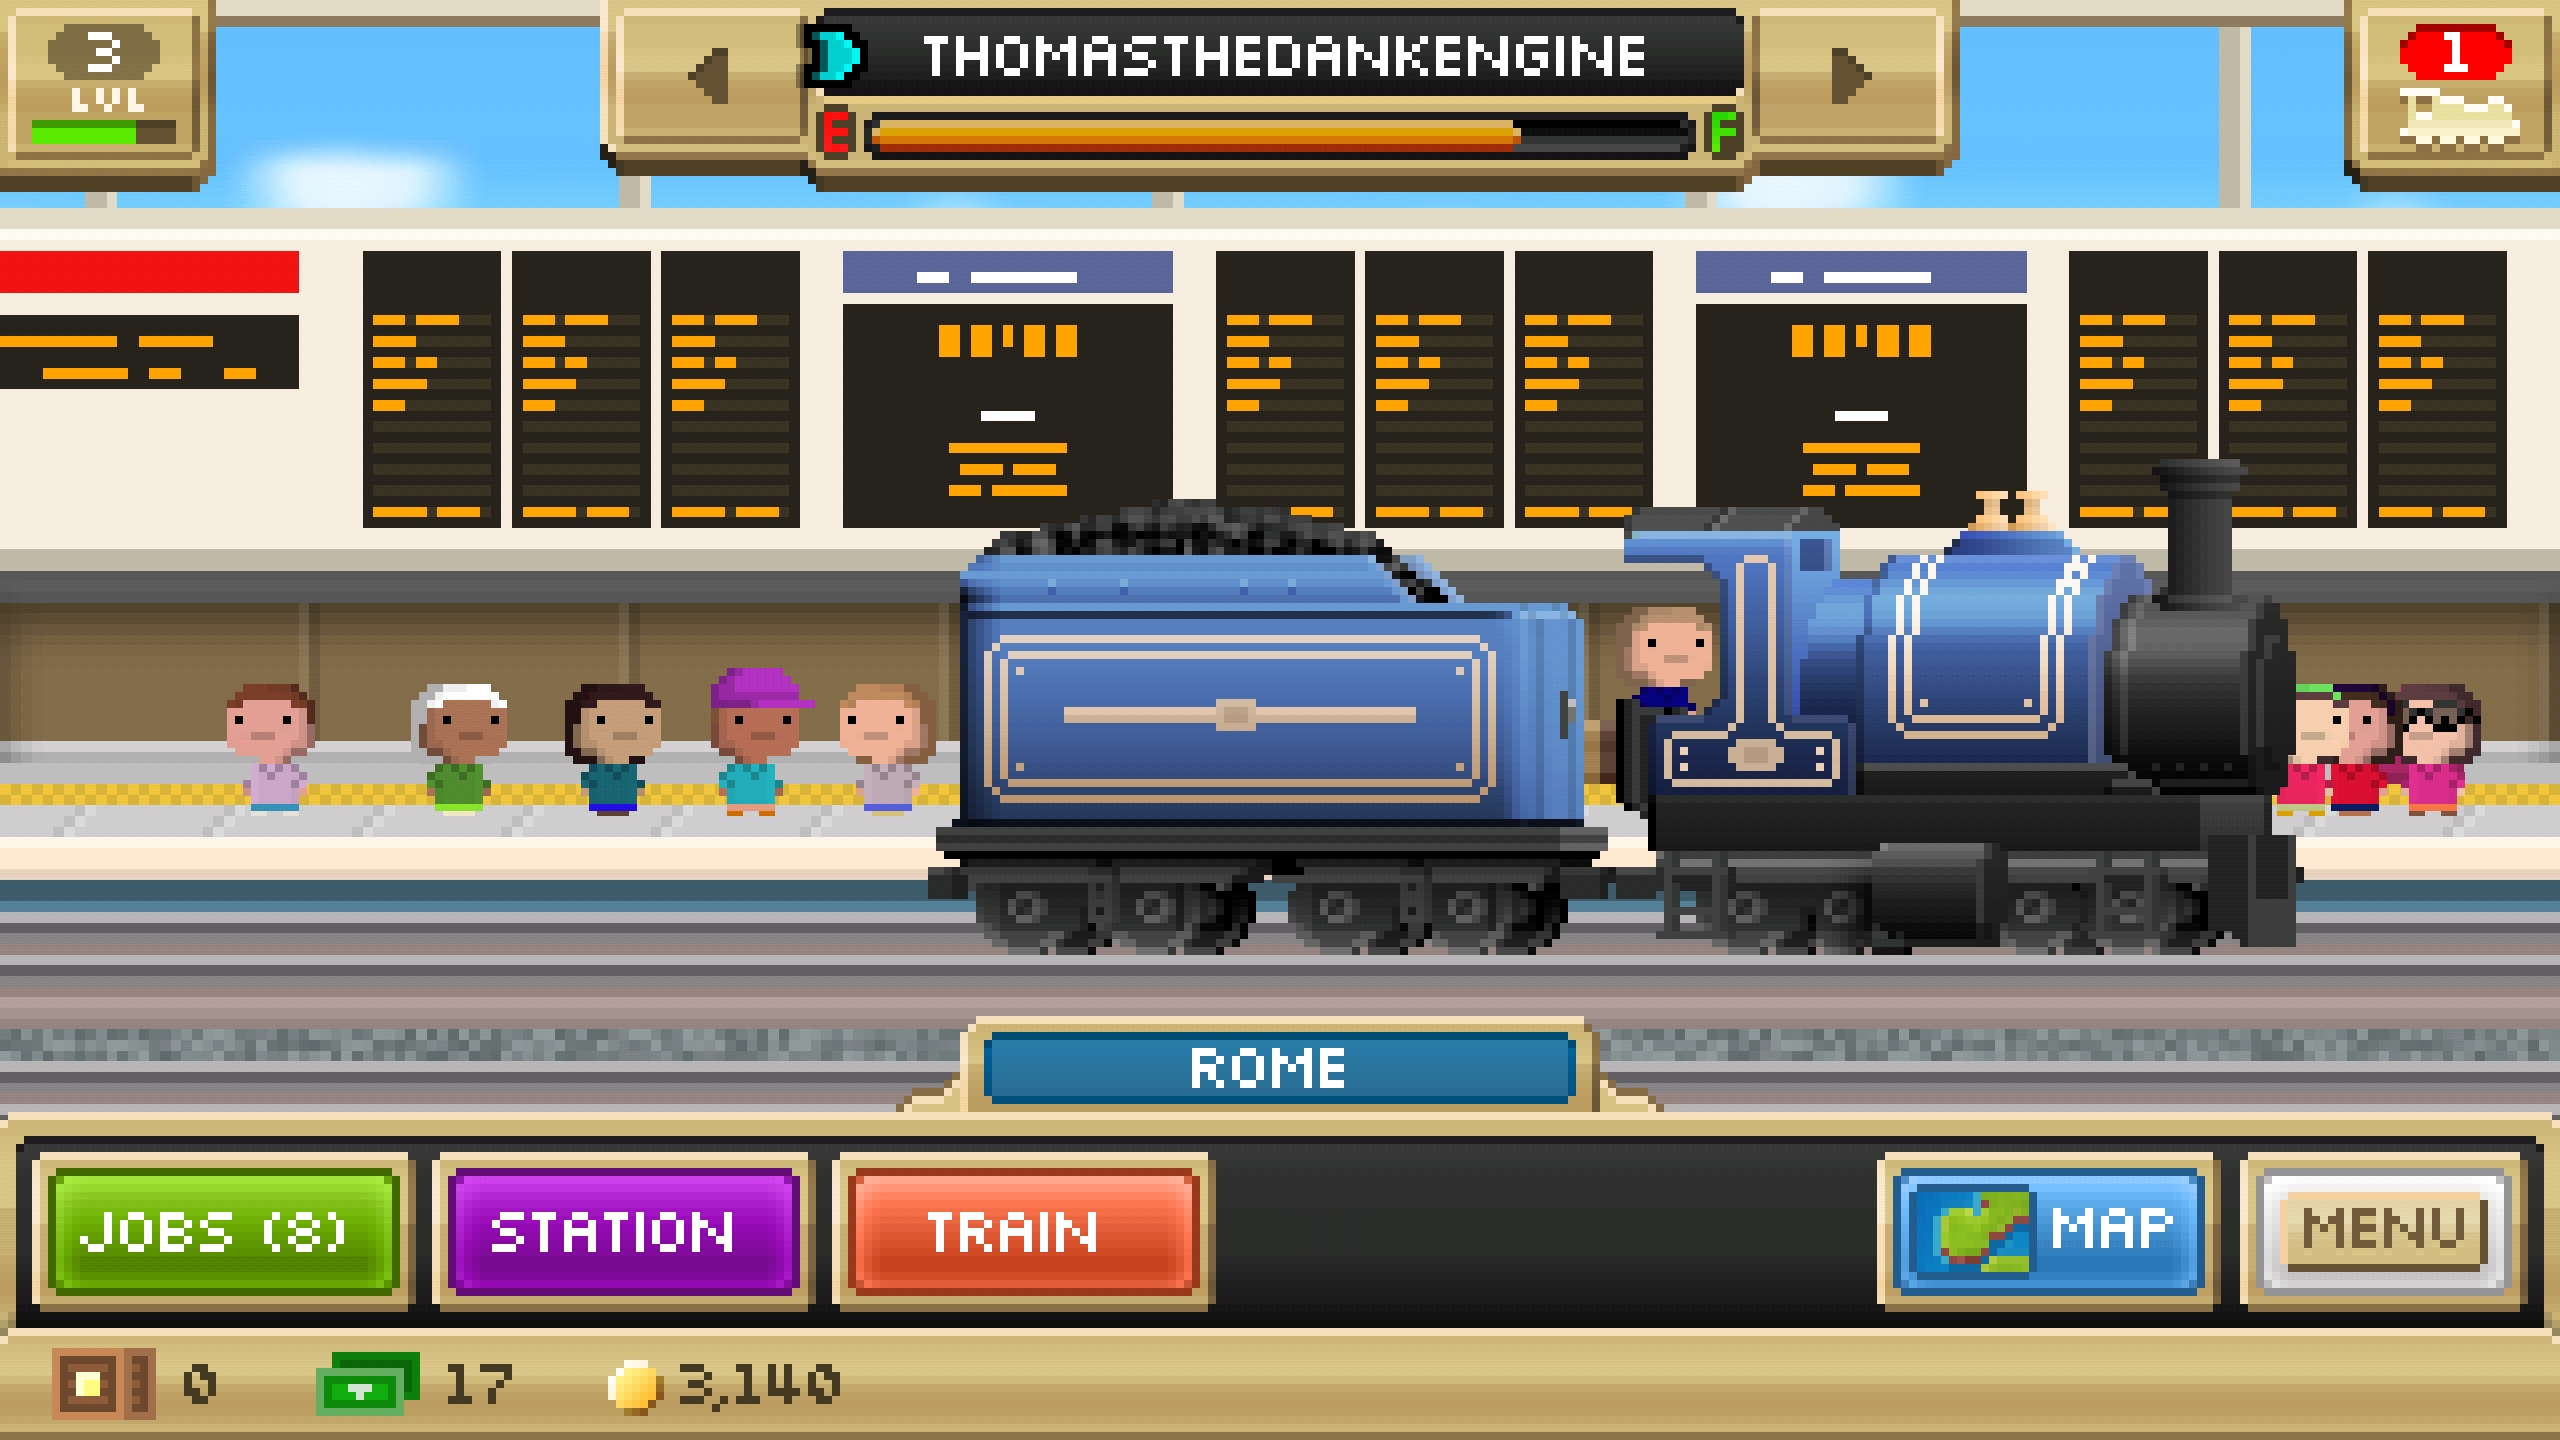 3
LVL
THOMASTHEDANKENGINE
E F
1
ROME
JOBS (8)
STATION
TRAIN
MAP
MENU
0
17
3,140